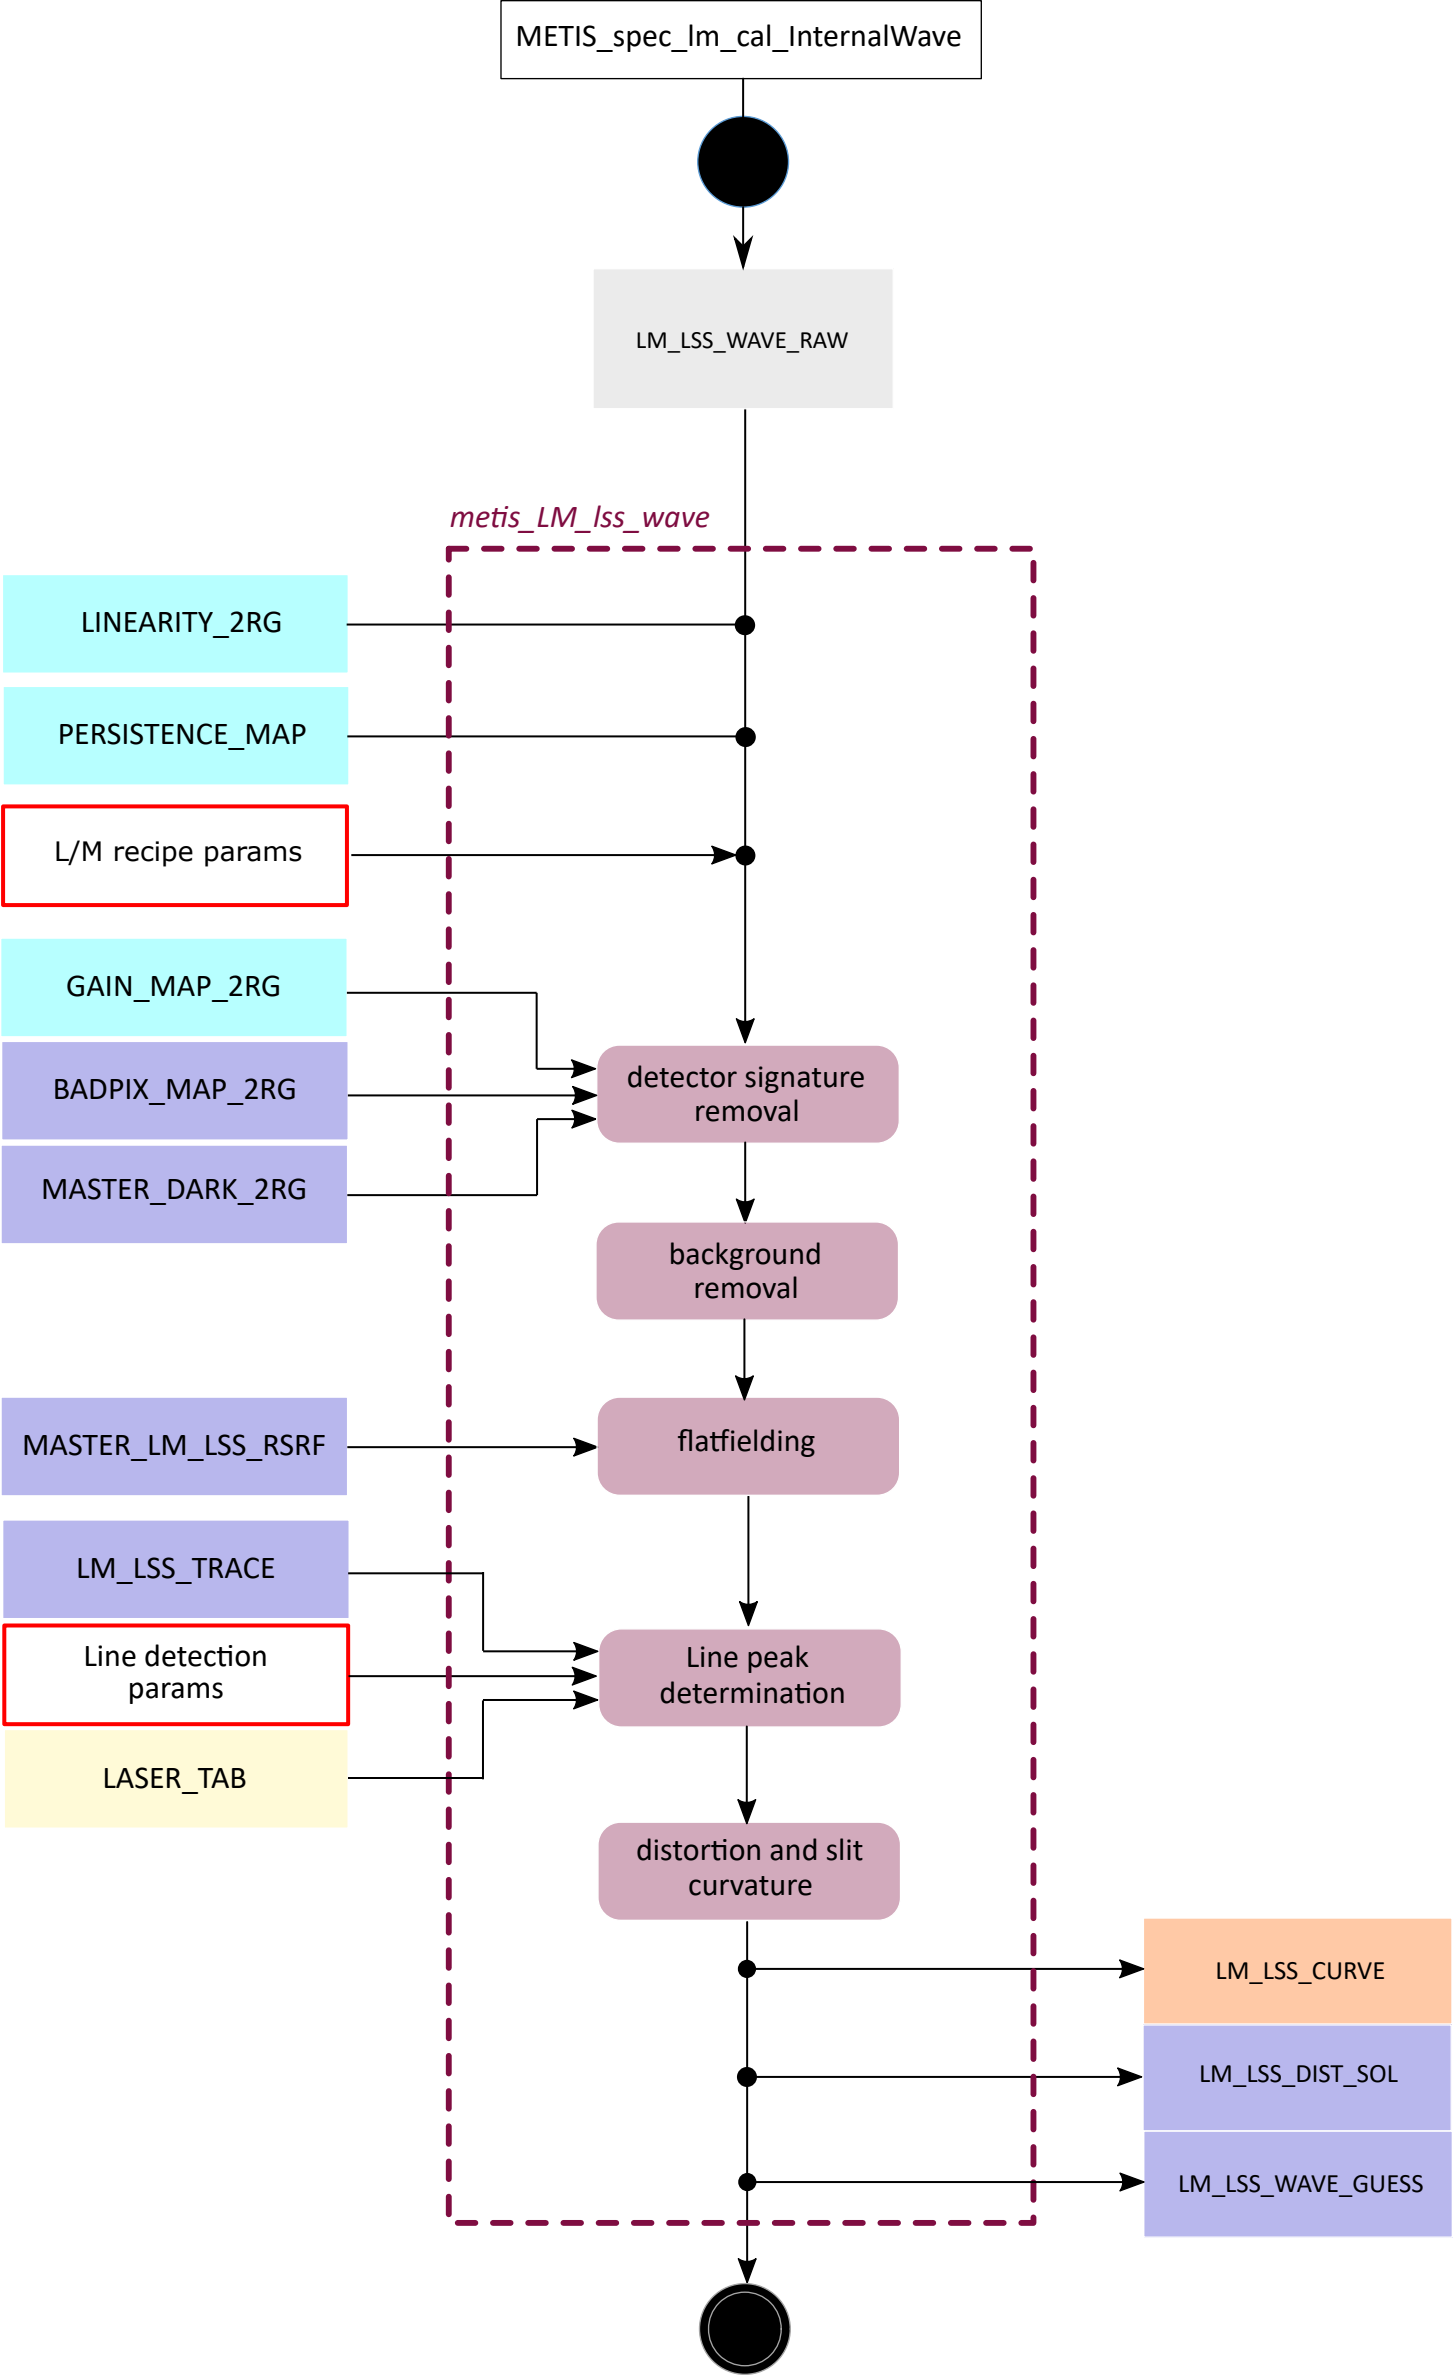 METIS_spec_lm_cal_InternalWave
LM_LSS_WAVE_RAW
metis_LM_lss_wave
LINEARITY_2RG
PERSISTENCE_MAP
L/M recipe params
GAIN_MAP_2RG
BADPIX_MAP_2RG
MASTER_DARK_2RG
detector signature
removal
background
removal
MASTER_LM_LSS_RSRF
flatfielding
LM_LSS_TRACE
Line detection
params
LASER_TAB
Line peak
determination
distortion and slit
curvature
LM_LSS_CURVE
LM_LSS_DIST_SOL
LM_LSS_WAVE_GUESS